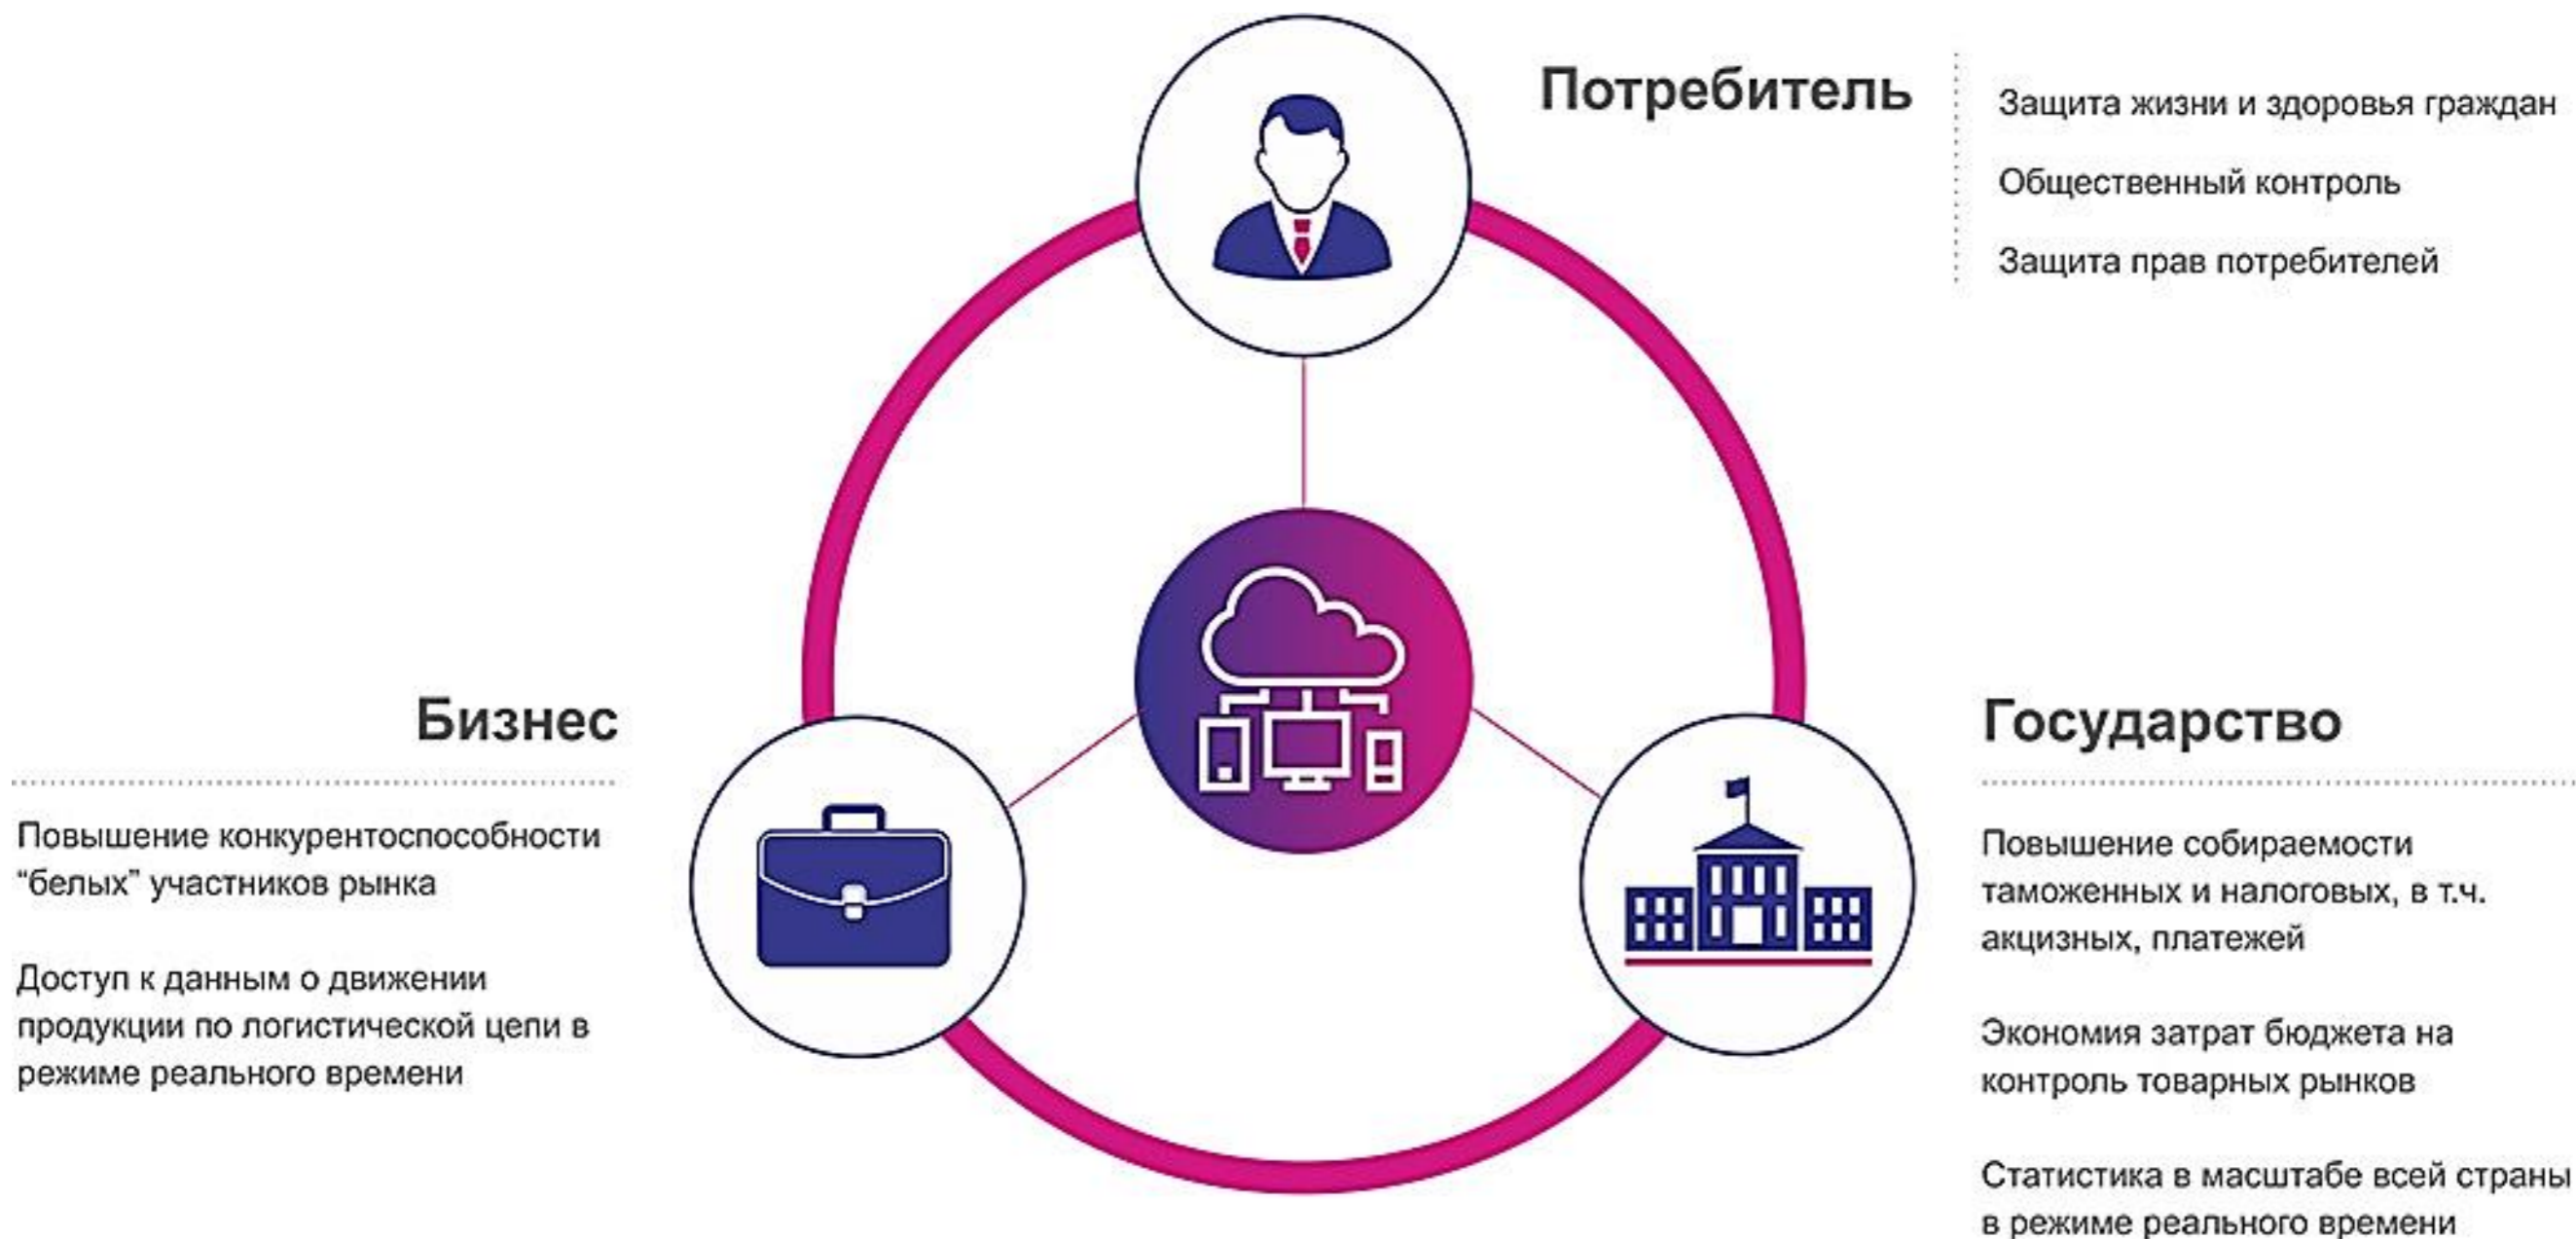 Потребитель
Защита жизни и здоровья граждан
Общественный контроль
Защита прав потребителей
Бизнес
Повышение конкурентоспособности
“белых” участников рынка
Доступ к данным о движении
продукции по логистической цепи в
режиме реального времени
Государство
Повышение собираемости
таможенных и налоговых, в т.ч.
акцизных, платежей
Экономия затрат бюджета на
контроль товарных рынков
Статистика в масштабе всей страны
в режиме реального времени